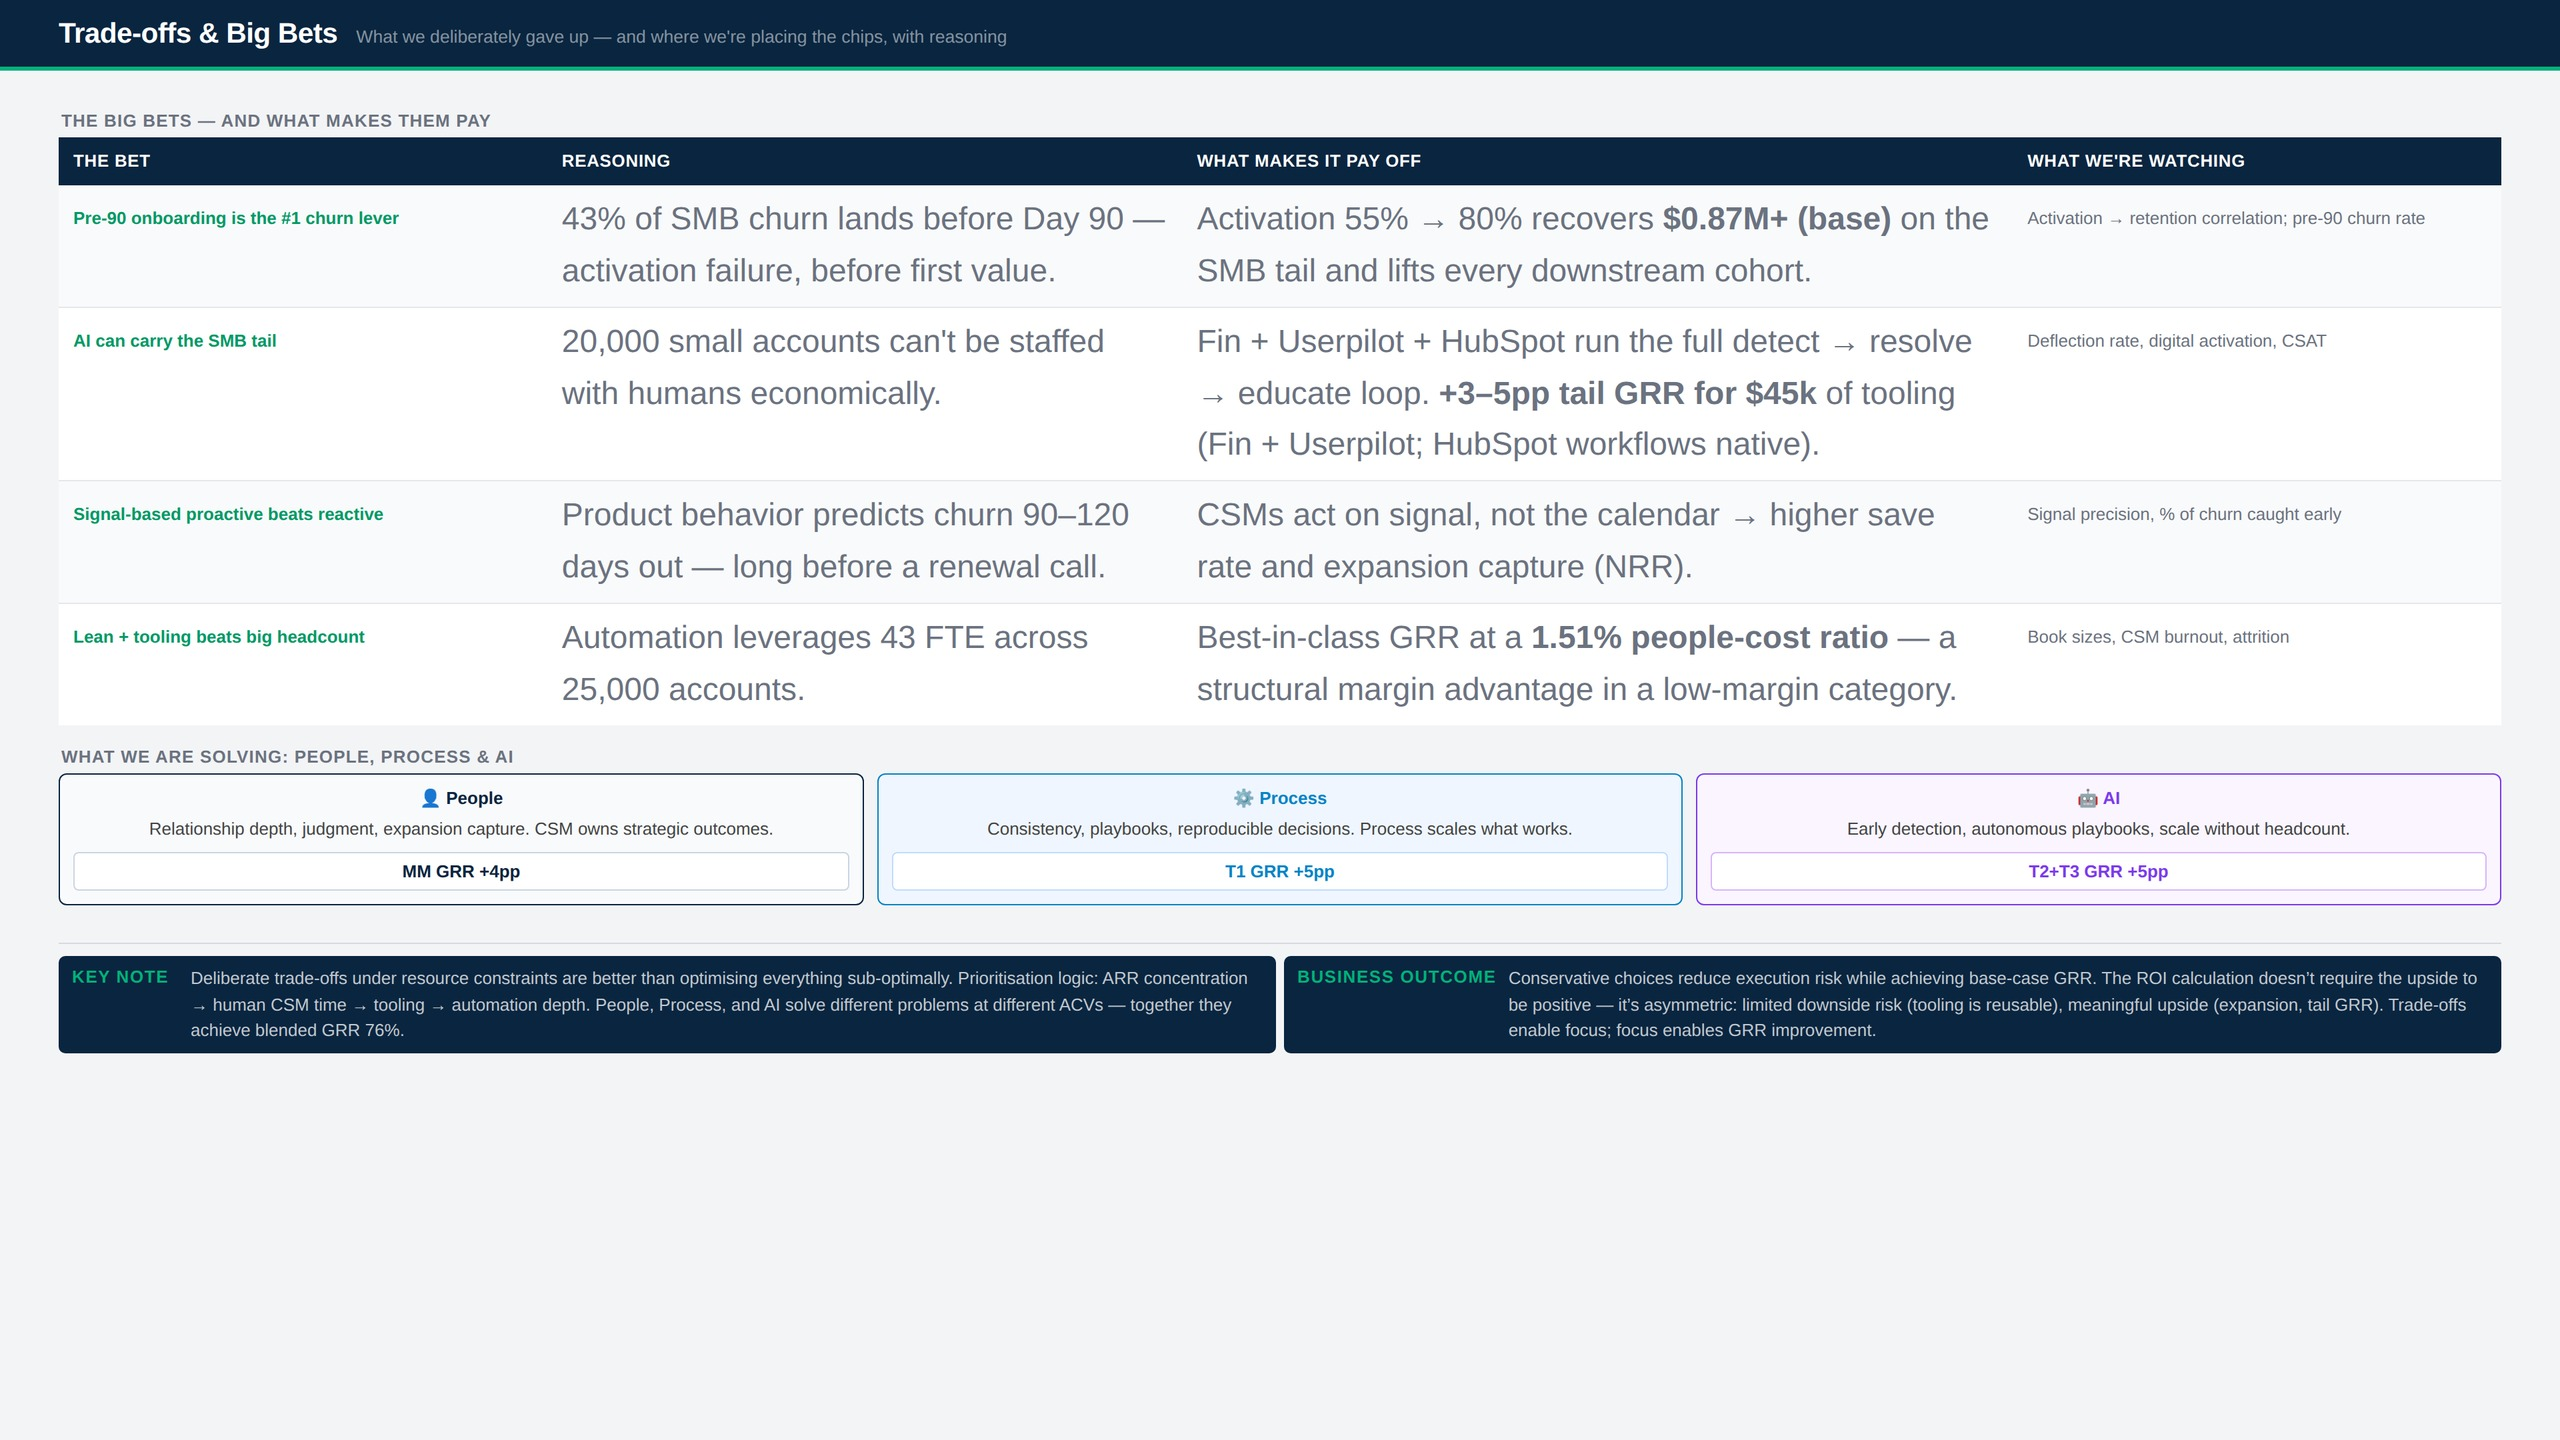 Trade-offs & Big Bets What we deliberately gave up — and where we're placing the chips, with reasoning
THE BIG BETS — AND WHAT MAKES THEM PAY
THE BET REASONING WHAT MAKES IT PAY OFF WHAT WE'RE WATCHING
Pre-90 onboarding is the #1 churn lever
43% of SMB churn lands before Day 90 —
activation failure, before first value.
Activation 55% → 80% recovers $0.87M+ (base) on the
SMB tail and lifts every downstream cohort.
Activation → retention correlation; pre-90 churn rate
AI can carry the SMB tail
20,000 small accounts can't be staffed
with humans economically.
Fin + Userpilot + HubSpot run the full detect → resolve
→ educate loop. +3–5pp tail GRR for $45k of tooling
(Fin + Userpilot; HubSpot workflows native).
Deflection rate, digital activation, CSAT
Signal-based proactive beats reactive
Product behavior predicts churn 90–120
days out — long before a renewal call.
CSMs act on signal, not the calendar → higher save
rate and expansion capture (NRR).
Signal precision, % of churn caught early
Lean + tooling beats big headcount
Automation leverages 43 FTE across
25,000 accounts.
Best-in-class GRR at a 1.51% people-cost ratio — a
structural margin advantage in a low-margin category.
Book sizes, CSM burnout, attrition
WHAT WE ARE SOLVING: PEOPLE, PROCESS & AI
👤 People
Relationship depth, judgment, expansion capture. CSM owns strategic outcomes.
MM GRR +4pp
⚙️ Process
Consistency, playbooks, reproducible decisions. Process scales what works.
T1 GRR +5pp
🤖 AI
Early detection, autonomous playbooks, scale without headcount.
T2+T3 GRR +5pp
KEY NOTE
Deliberate trade-offs under resource constraints are better than optimising everything sub-optimally. Prioritisation logic: ARR concentration
→ human CSM time → tooling → automation depth. People, Process, and AI solve different problems at different ACVs — together they
achieve blended GRR 76%.
BUSINESS OUTCOME
Conservative choices reduce execution risk while achieving base-case GRR. The ROI calculation doesn’t require the upside to
be positive — it’s asymmetric: limited downside risk (tooling is reusable), meaningful upside (expansion, tail GRR). Trade-offs
enable focus; focus enables GRR improvement.